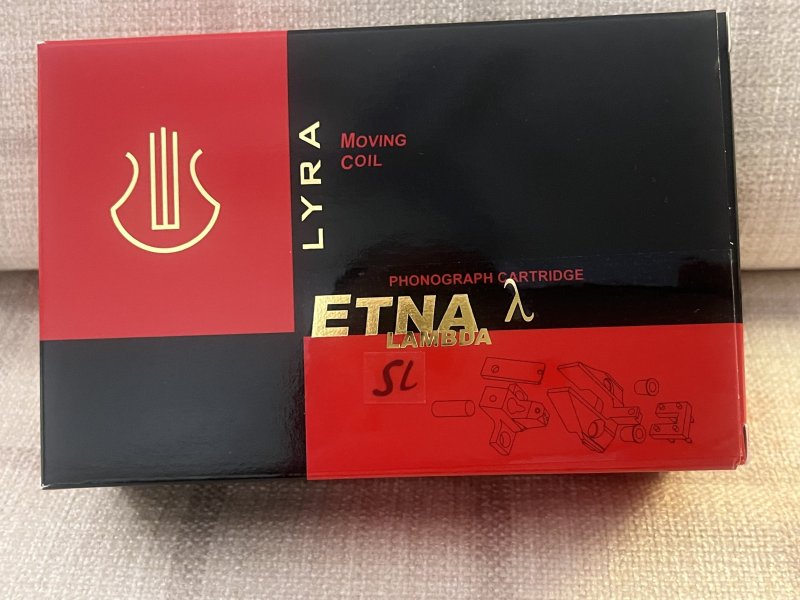 LYRA
MOVING
COIL
PHONOGRAPH CARTRIDGE
ETNA λ
LAMBDA
SL